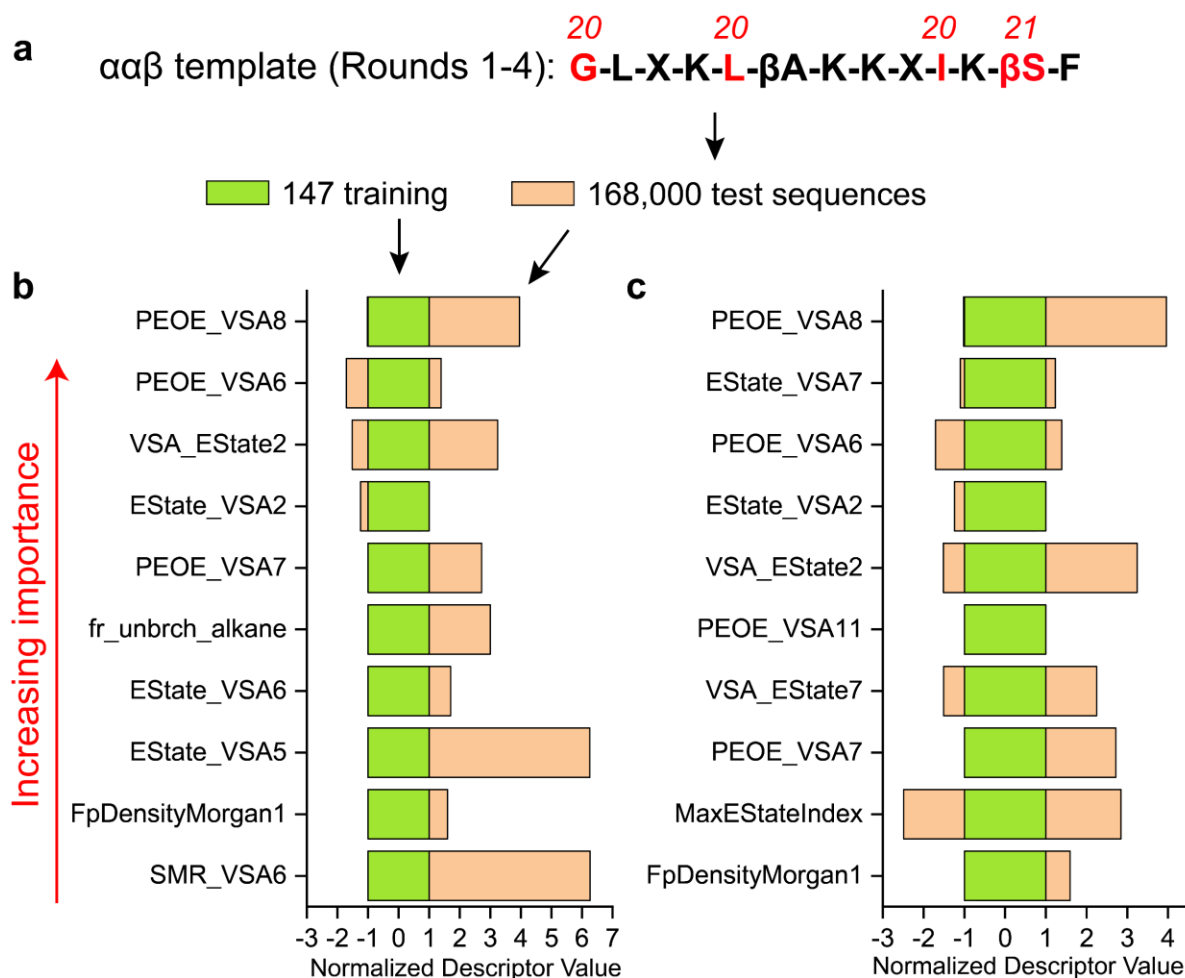 a
20 20 20 21
ααβ template (Rounds 1-4): G-L-X-K-L-βA-K-K-X-I-K-βS-F
147 training
168,000 test sequences
b
Increasing importance
PEOE_VSA8
PEOE_VSA6
VSA_EState2
EState_VSA2
PEOE_VSA7
fr_unbrch_alkane
EState_VSA6
EState_VSA5
FpDensityMorgan1
SMR_VSA6
-3 -2 -1 0 1 2 3 4 5 6 7
Normalized Descriptor Value
c
PEOE_VSA8
EState_VSA7
PEOE_VSA6
EState_VSA2
VSA_EState2
PEOE_VSA11
VSA_EState7
PEOE_VSA7
MaxEStateIndex
FpDensityMorgan1
-3 -2 -1 0 1 2 3 4
Normalized Descriptor Value